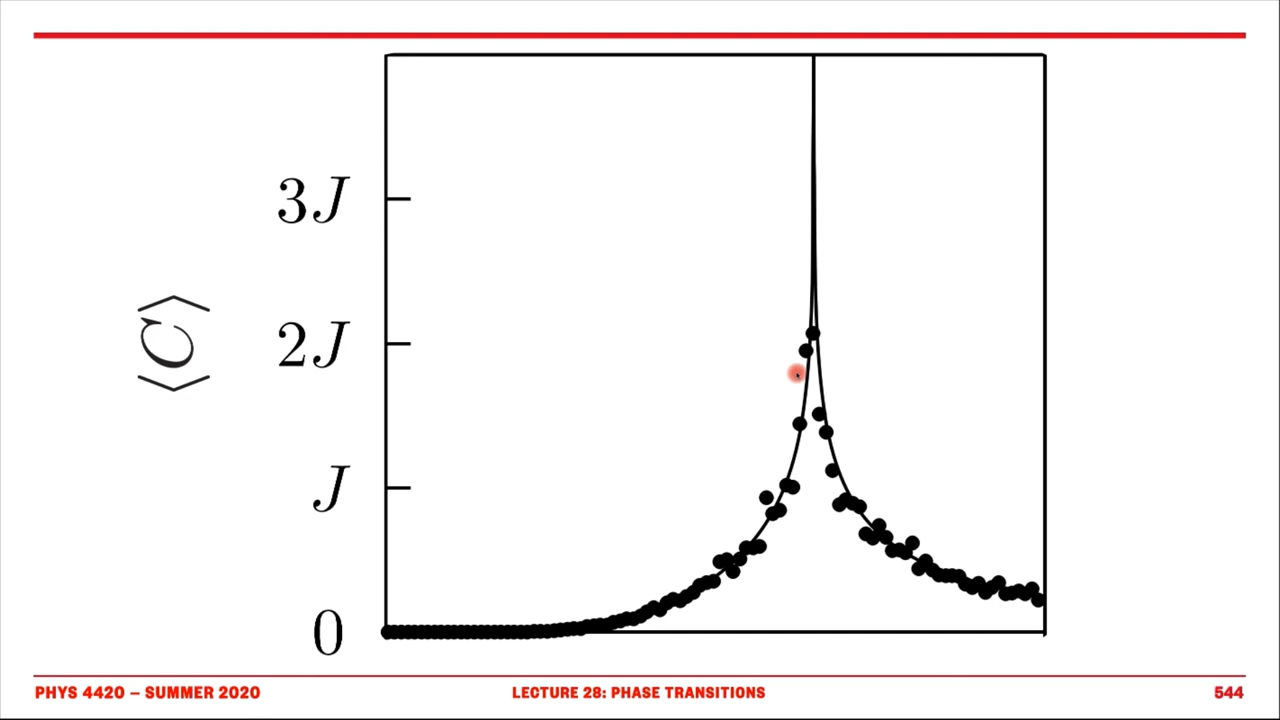 3J
2J
⟨C⟩
J
0
PHYS 4420 – SUMMER 2020
LECTURE 28: PHASE TRANSITIONS
544